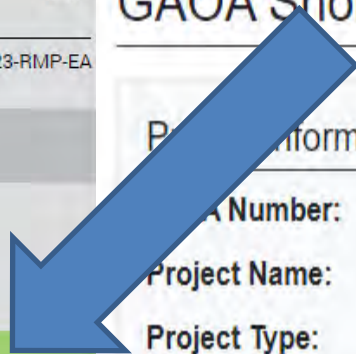 GAOA Sho
23-RMP-EA
Number:
Project Name:
Project Type: